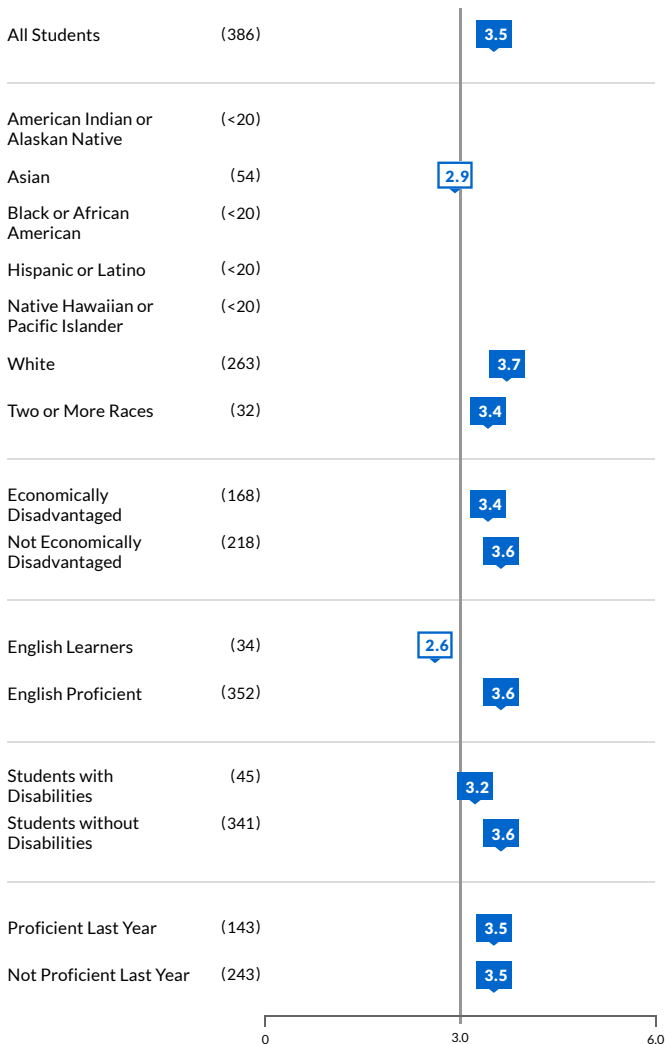 All Students (386) 3.5
American Indian or (<20)
Alaskan Native
Asian (54) 2.9
Black or African (<20)
American
Hispanic or Latino (<20)
Native Hawaiian or (<20)
Pacific Islander
White (263) 3.7
Two or More Races (32) 3.4
Economically (168) 3.4
Disadvantaged
Not Economically (218) 3.6
Disadvantaged
English Learners (34) 2.6
English Proficient (352) 3.6
Students with (45) 3.2
Disabilities
Students without (341) 3.6
Disabilities
Proficient Last Year (143) 3.5
Not Proficient Last Year (243) 3.5
0 3.0 6.0